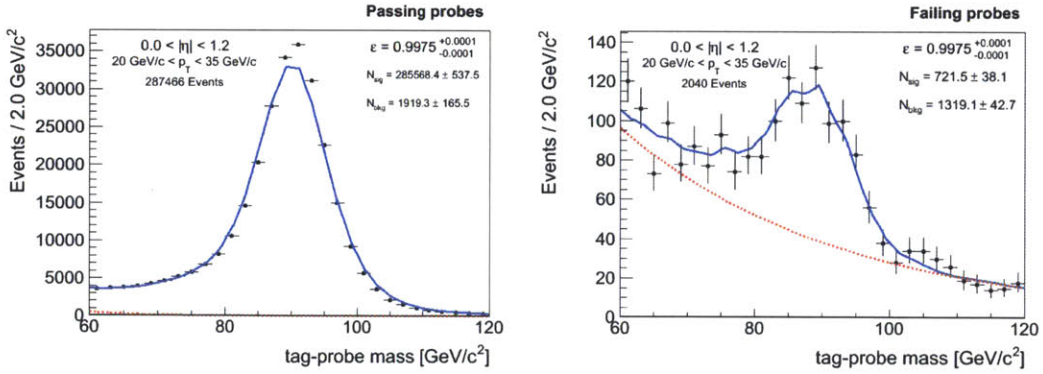 Passing probes
0.0 < |η| < 1.2
20 GeV/c < p_T < 35 GeV/c
287466 Events
ε = 0.9975 +0.0001 -0.0001
N_sig = 285568.4 ± 537.5
N_bkg = 1919.3 ± 165.5
Events / 2.0 GeV/c²
35000
30000
25000
20000
15000
10000
5000
0
60 80 100 120
tag-probe mass [GeV/c²]
Failing probes
0.0 < |η| < 1.2
20 GeV/c < p_T < 35 GeV/c
2040 Events
ε = 0.9975 +0.0001 -0.0001
N_sig = 721.5 ± 38.1
N_bkg = 1319.1 ± 42.7
Events / 2.0 GeV/c²
140
120
100
80
60
40
20
0
60 80 100 120
tag-probe mass [GeV/c²]